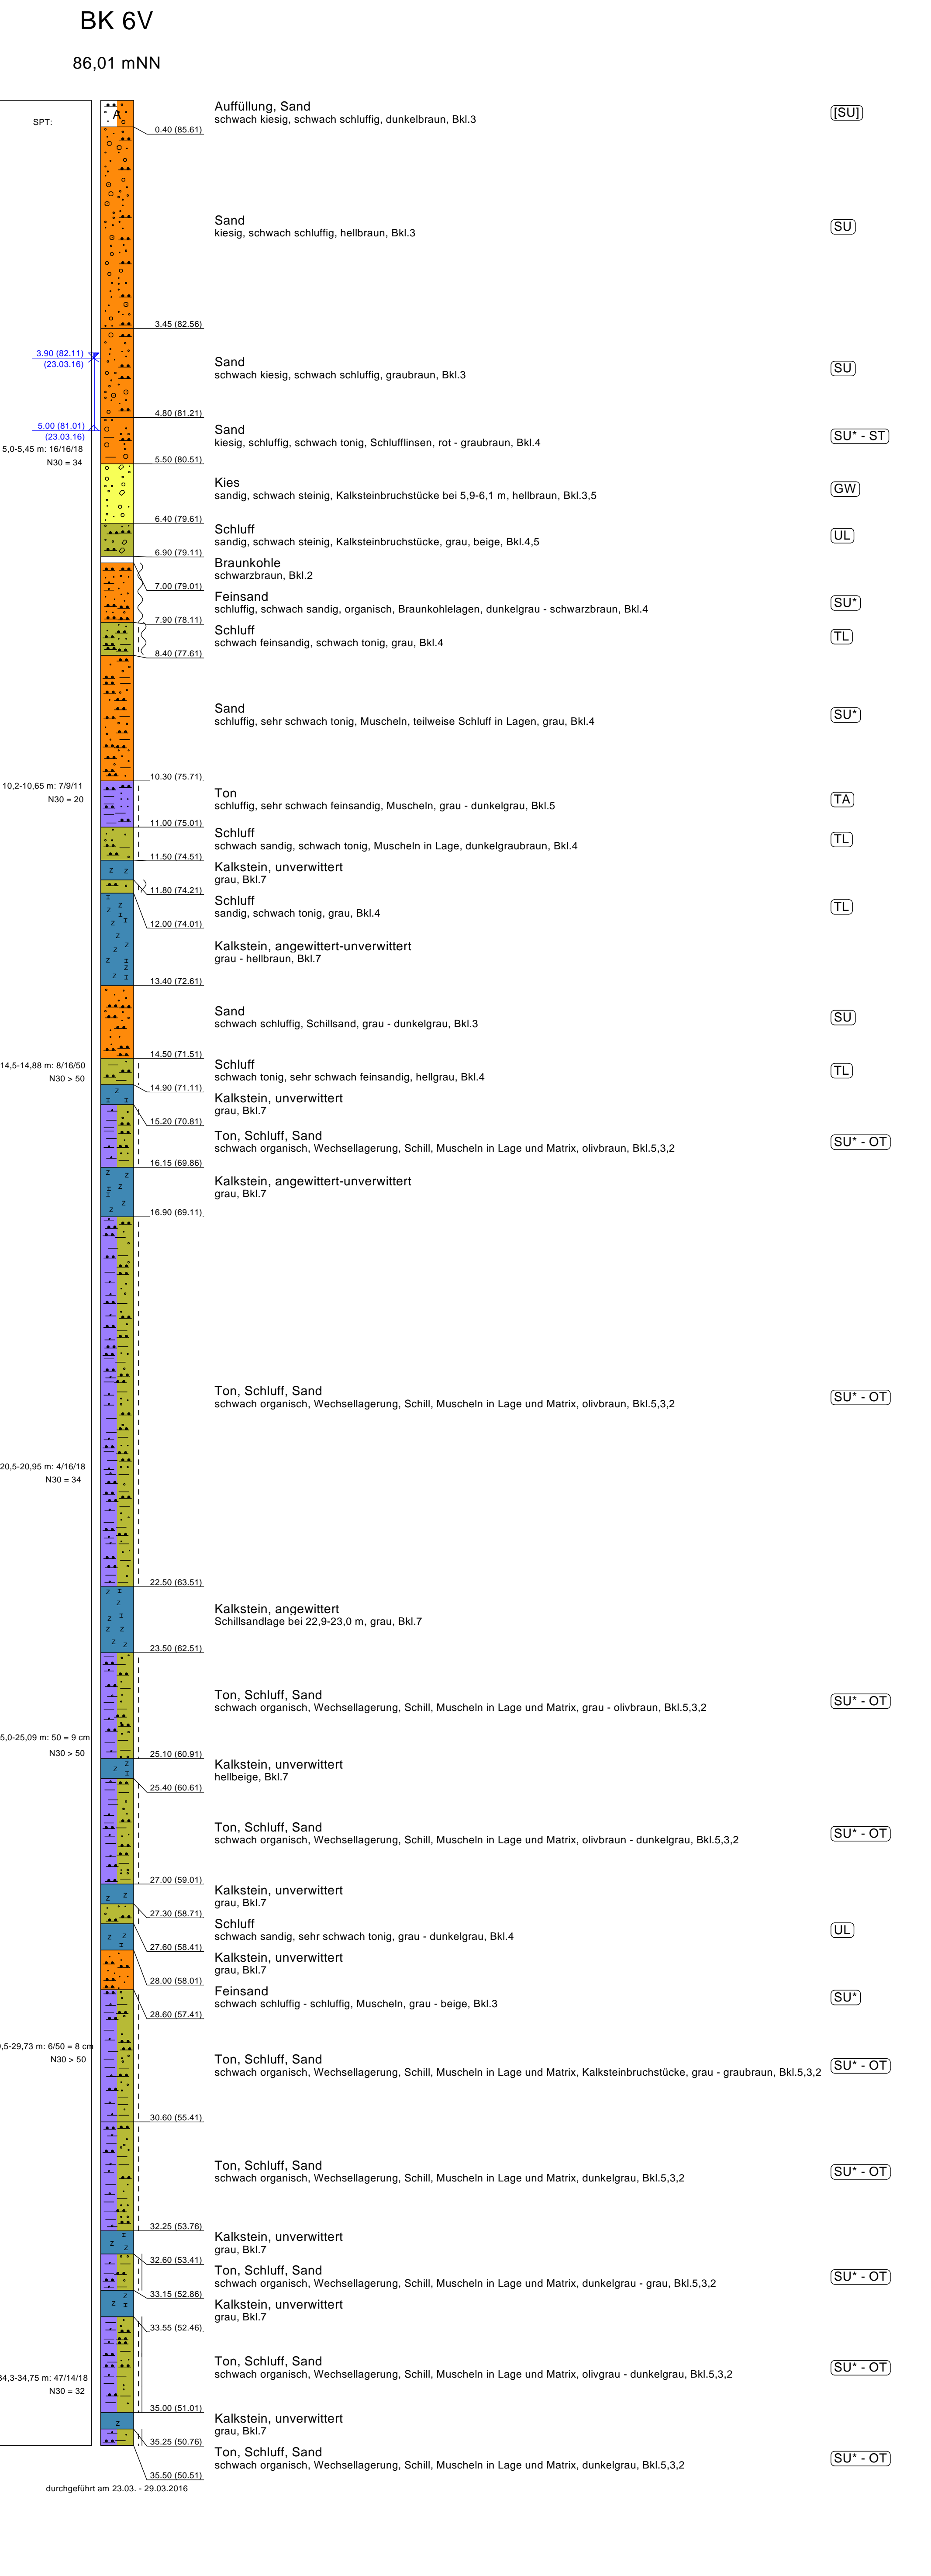 BK 6V
86,01 mNN
SPT:
A
Auffüllung, Sand
schwach kiesig, schwach schluffig, dunkelbraun, Bkl.3
[SU]
0.40 (85.61)
Sand
kiesig, schwach schluffig, hellbraun, Bkl.3
SU
3.45 (82.56)
3.90 (82.11)
(23.03.16)
Sand
schwach kiesig, schwach schluffig, graubraun, Bkl.3
SU
4.80 (81.21)
5.00 (81.01)
(23.03.16)
Sand
kiesig, schluffig, schwach tonig, Schlufflinsen, rot - graubraun, Bkl.4
SU* - ST
5,0-5,45 m: 16/16/18
N30 = 34
5.50 (80.51)
Kies
sandig, schwach steinig, Kalksteinbruchstücke bei 5,9-6,1 m, hellbraun, Bkl.3,5
GW
6.40 (79.61)
Schluff
sandig, schwach steinig, Kalksteinbruchstücke, grau, beige, Bkl.4,5
UL
6.90 (79.11)
Braunkohle
schwarzbraun, Bkl.2
7.00 (79.01)
Feinsand
schluffig, schwach sandig, organisch, Braunkohlelagen, dunkelgrau - schwarzbraun, Bkl.4
SU*
7.90 (78.11)
Schluff
schwach feinsandig, schwach tonig, grau, Bkl.4
TL
8.40 (77.61)
Sand
schluffig, sehr schwach tonig, Muscheln, teilweise Schluff in Lagen, grau, Bkl.4
SU*
10.30 (75.71)
10,2-10,65 m: 7/9/11
N30 = 20
Ton
schluffig, sehr schwach feinsandig, Muscheln, grau - dunkelgrau, Bkl.5
TA
11.00 (75.01)
Schluff
schwach sandig, schwach tonig, Muscheln in Lage, dunkelgraubraun, Bkl.4
TL
11.50 (74.51)
Kalkstein, unverwittert
grau, Bkl.7
11.80 (74.21)
Schluff
sandig, schwach tonig, grau, Bkl.4
TL
12.00 (74.01)
Kalkstein, angewittert-unverwittert
grau - hellbraun, Bkl.7
13.40 (72.61)
Sand
schwach schluffig, Schillsand, grau - dunkelgrau, Bkl.3
SU
14.50 (71.51)
14,5-14,88 m: 8/16/50
N30 > 50
Schluff
schwach tonig, sehr schwach feinsandig, hellgrau, Bkl.4
TL
14.90 (71.11)
Kalkstein, unverwittert
grau, Bkl.7
15.20 (70.81)
Ton, Schluff, Sand
schwach organisch, Wechsellagerung, Schill, Muscheln in Lage und Matrix, olivbraun, Bkl.5,3,2
SU* - OT
16.15 (69.86)
Kalkstein, angewittert-unverwittert
grau, Bkl.7
16.90 (69.11)
Ton, Schluff, Sand
schwach organisch, Wechsellagerung, Schill, Muscheln in Lage und Matrix, olivbraun, Bkl.5,3,2
SU* - OT
20,5-20,95 m: 4/16/18
N30 = 34
22.50 (63.51)
Kalkstein, angewittert
Schillsandlage bei 22,9-23,0 m, grau, Bkl.7
23.50 (62.51)
Ton, Schluff, Sand
schwach organisch, Wechsellagerung, Schill, Muscheln in Lage und Matrix, grau - olivbraun, Bkl.5,3,2
SU* - OT
5,0-25,09 m: 50 = 9 cm
N30 > 50
25.10 (60.91)
Kalkstein, unverwittert
hellbeige, Bkl.7
25.40 (60.61)
Ton, Schluff, Sand
schwach organisch, Wechsellagerung, Schill, Muscheln in Lage und Matrix, olivbraun - dunkelgrau, Bkl.5,3,2
SU* - OT
27.00 (59.01)
Kalkstein, unverwittert
grau, Bkl.7
27.30 (58.71)
Schluff
schwach sandig, sehr schwach tonig, grau - dunkelgrau, Bkl.4
UL
27.60 (58.41)
Kalkstein, unverwittert
grau, Bkl.7
28.00 (58.01)
Feinsand
schwach schluffig - schluffig, Muscheln, grau - beige, Bkl.3
SU*
28.60 (57.41)
,5-29,73 m: 6/50 = 8 cm
N30 > 50
Ton, Schluff, Sand
schwach organisch, Wechsellagerung, Schill, Muscheln in Lage und Matrix, Kalksteinbruchstücke, grau - graubraun, Bkl.5,3,2
SU* - OT
30.60 (55.41)
Ton, Schluff, Sand
schwach organisch, Wechsellagerung, Schill, Muscheln in Lage und Matrix, dunkelgrau, Bkl.5,3,2
SU* - OT
32.25 (53.76)
Kalkstein, unverwittert
grau, Bkl.7
32.60 (53.41)
Ton, Schluff, Sand
schwach organisch, Wechsellagerung, Schill, Muscheln in Lage und Matrix, dunkelgrau - grau, Bkl.5,3,2
SU* - OT
33.15 (52.86)
Kalkstein, unverwittert
grau, Bkl.7
33.55 (52.46)
Ton, Schluff, Sand
schwach organisch, Wechsellagerung, Schill, Muscheln in Lage und Matrix, olivgrau - dunkelgrau, Bkl.5,3,2
SU* - OT
34,3-34,75 m: 47/14/18
N30 = 32
35.00 (51.01)
Kalkstein, unverwittert
grau, Bkl.7
35.25 (50.76)
Ton, Schluff, Sand
schwach organisch, Wechsellagerung, Schill, Muscheln in Lage und Matrix, dunkelgrau, Bkl.5,3,2
SU* - OT
35.50 (50.51)
durchgeführt am 23.03. - 29.03.2016